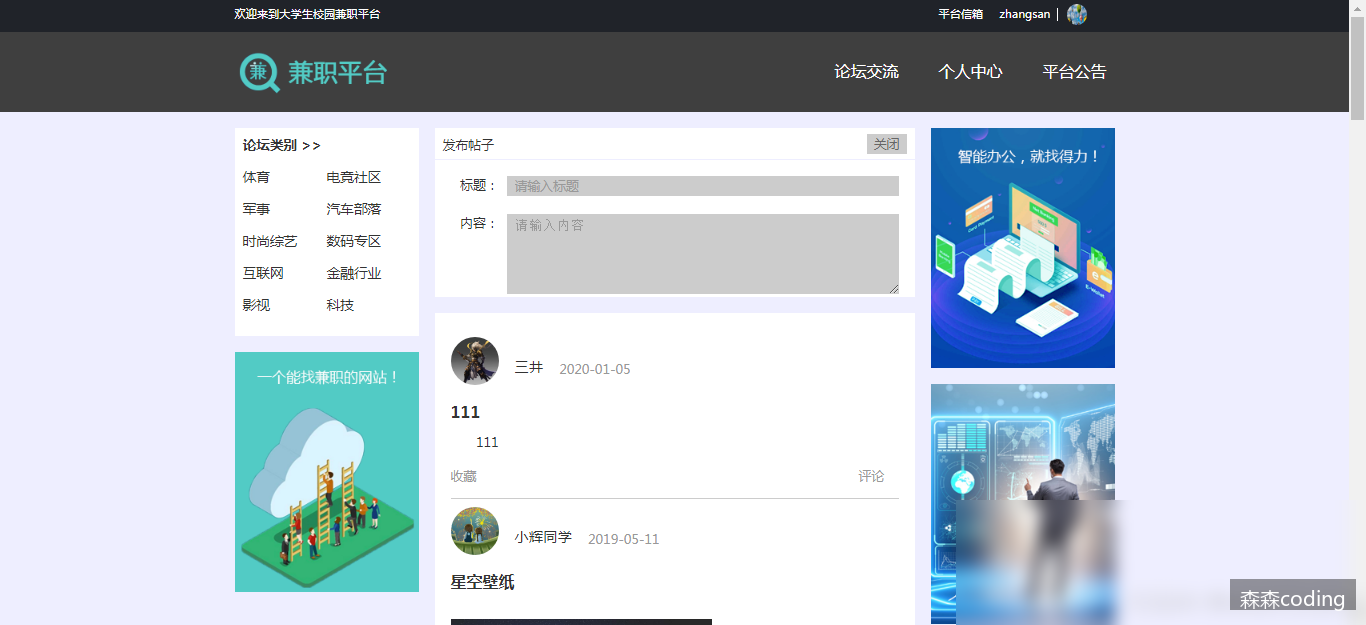 欢迎来到大学生校园兼职平台
平台信箱 zhangsan |
兼 兼职平台
论坛交流 个人中心 平台公告
论坛类别 >>
体育 电竞社区
军事 汽车部落
时尚综艺 数码专区
互联网 金融行业
影视 科技
一个能找兼职的网站！
发布帖子 关闭
标题： 请输入标题
内容： 请输入内容
三井 2020-01-05
111
111
收藏 评论
小辉同学 2019-05-11
星空壁纸
智能办公，就找得力！
森森coding